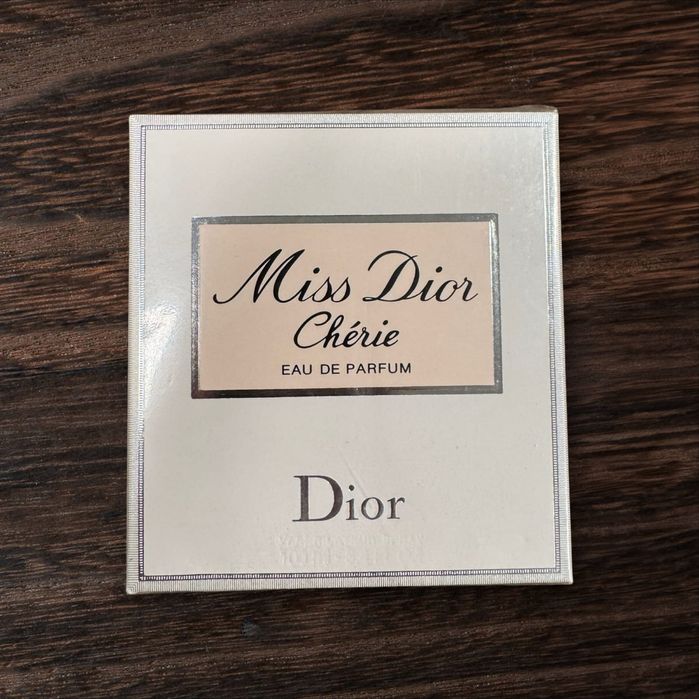 Miss Dior
Chérie
EAU DE PARFUM
Dior